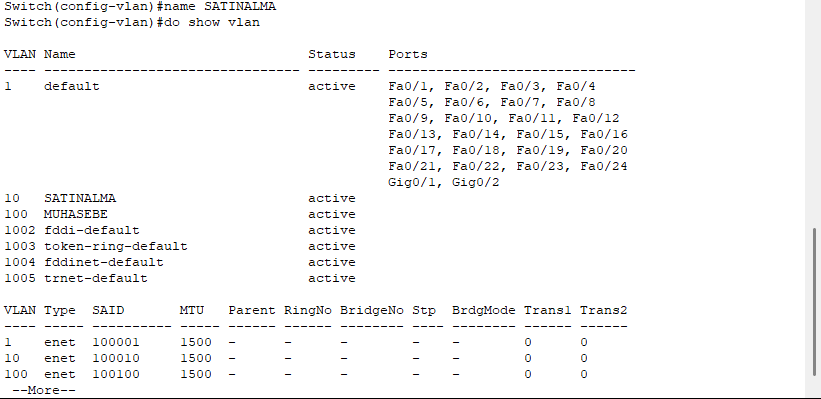 Switch(config-vlan)#name SATINALMA
Switch(config-vlan)#do show vlan
VLAN Name                             Status    Ports
---- -------------------------------- --------- -------------------------------
1    default                          active    Fa0/1, Fa0/2, Fa0/3, Fa0/4
                                                Fa0/5, Fa0/6, Fa0/7, Fa0/8
                                                Fa0/9, Fa0/10, Fa0/11, Fa0/12
                                                Fa0/13, Fa0/14, Fa0/15, Fa0/16
                                                Fa0/17, Fa0/18, Fa0/19, Fa0/20
                                                Fa0/21, Fa0/22, Fa0/23, Fa0/24
                                                Gig0/1, Gig0/2
10   SATINALMA                        active
100  MUHASEBE                         active
1002 fddi-default                     active
1003 token-ring-default               active
1004 fddinet-default                  active
1005 trnet-default                    active
VLAN Type  SAID       MTU   Parent RingNo BridgeNo Stp  BrdgMode Trans1 Trans2
---- ----- ---------- ----- ------ ------ -------- ---- -------- ------ ------
1    enet  100001     1500  -      -      -        -    -        0      0
10   enet  100010     1500  -      -      -        -    -        0      0
100  enet  100100     1500  -      -      -        -    -        0      0
 --More--